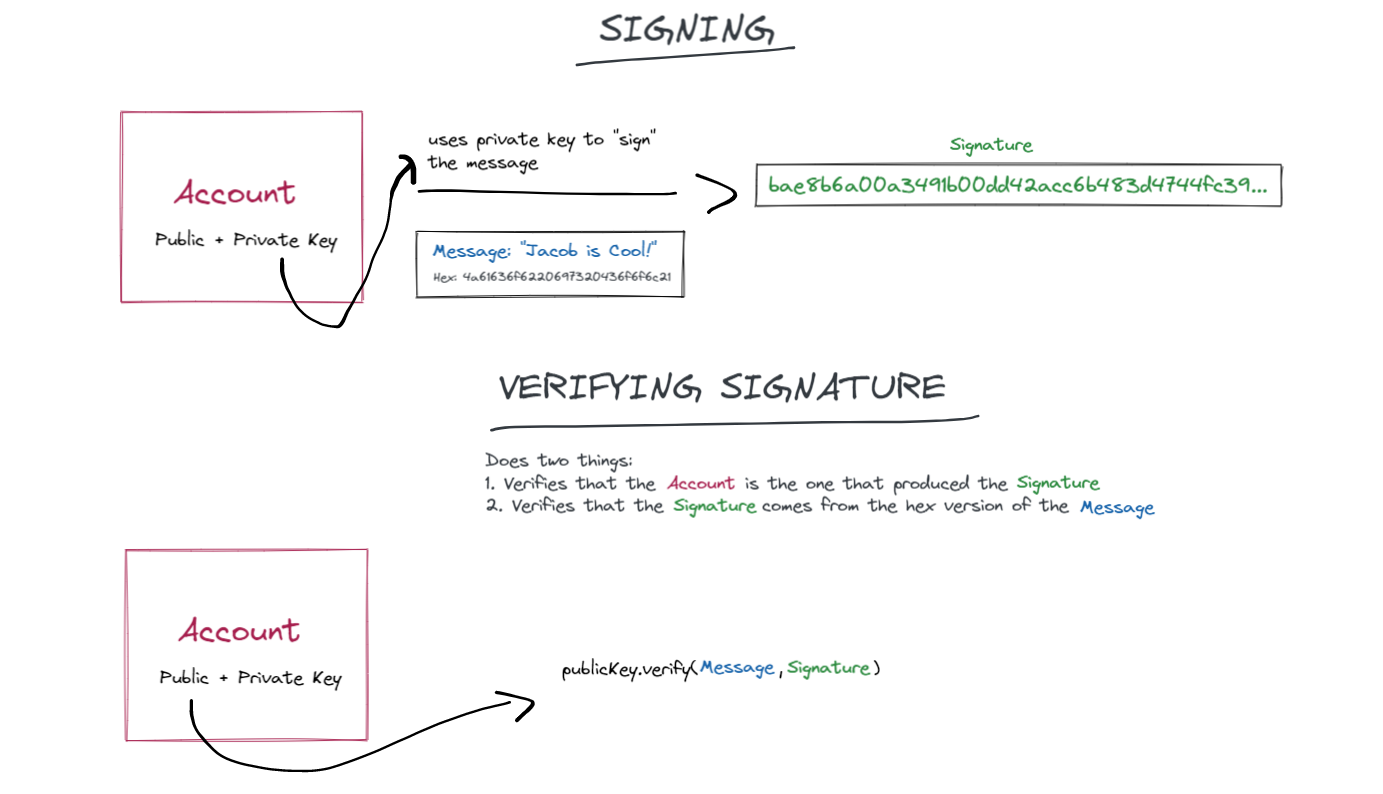 SIGNING
Account
Public + Private Key
uses private key to "sign"
the message
Message: "Jacob is Cool!"
Hex: 4a61636f6220697320436f6f6c21
Signature
bae8b6a00a3491b00dd42acc6b483d4744fc39...
VERIFYING SIGNATURE
Does two things:
1. Verifies that the Account is the one that produced the Signature
2. Verifies that the Signature comes from the hex version of the Message
Account
Public + Private Key
publicKey.verify(Message, Signature)